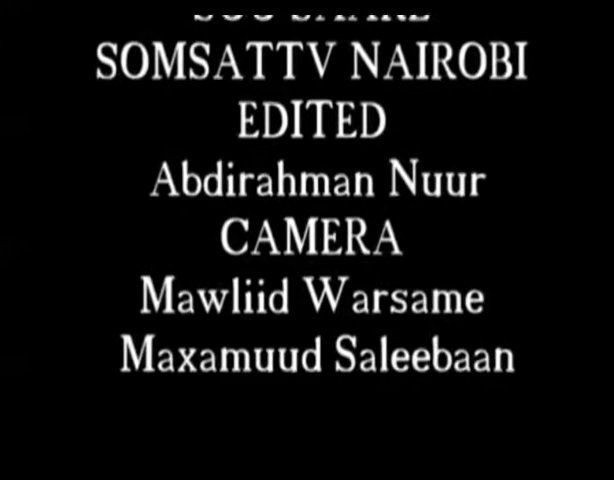 SOMSATTV NAIROBI
EDITED
Abdirahman Nuur
CAMERA
Mawliid Warsame
Maxamuud Saleebaan